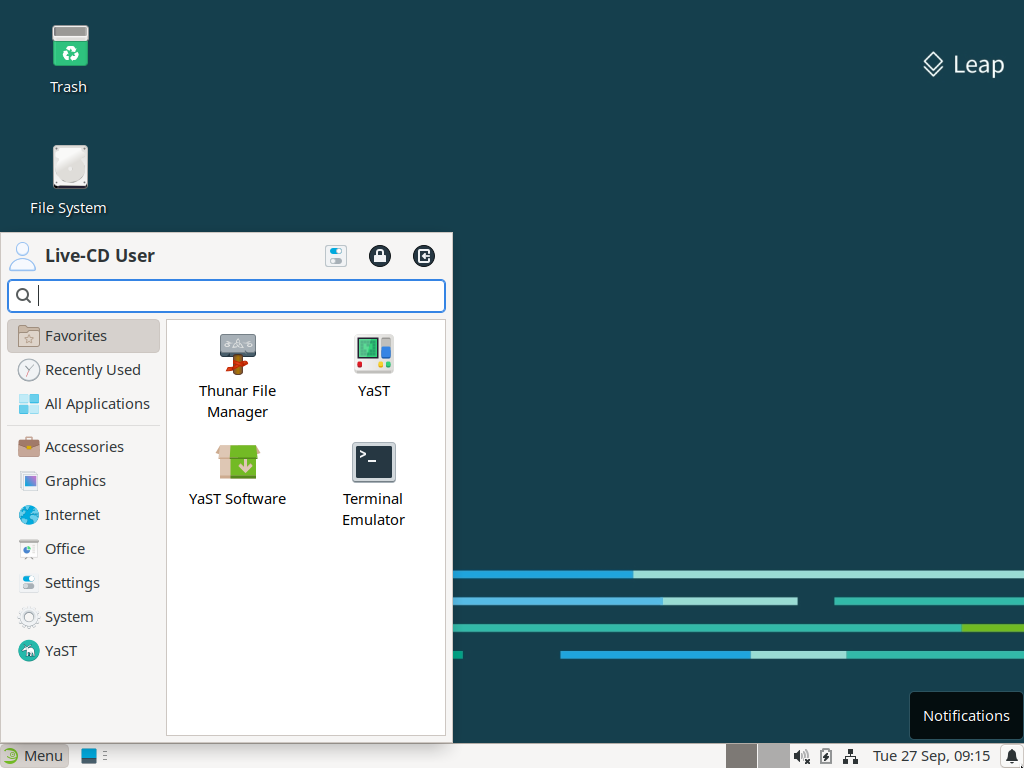 Trash
Leap
File System
Live-CD User
Favorites
Recently Used
All Applications
Accessories
Graphics
Internet
Office
Settings
System
YaST
Thunar File
Manager
YaST
YaST Software
>_
Terminal
Emulator
Notifications
Menu
Tue 27 Sep, 09:15